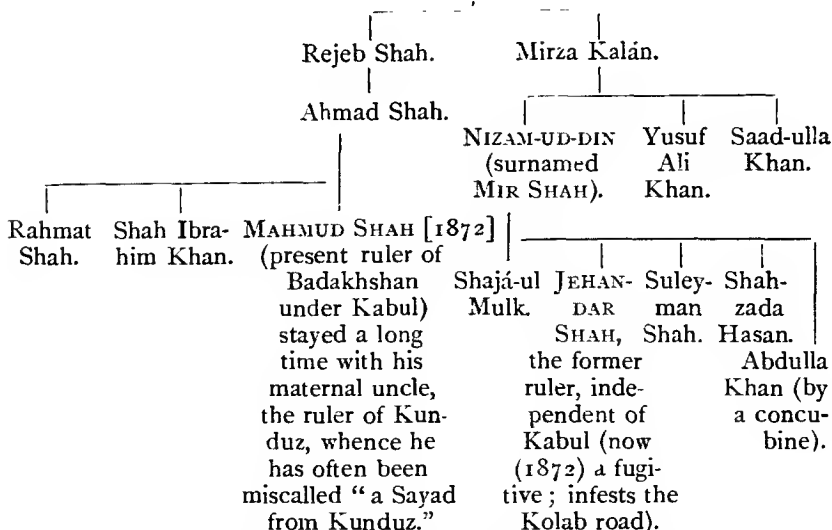 Rejeb Shah. Mirza Kalán.
Ahmad Shah.
NIZAM-UD-DIN Yusuf Saad-ulla
(surnamed Ali Khan.
MIR SHAH). Khan.
Rahmat Shah Ibra- MAHMUD SHAH [1872]
Shah. him Khan. (present ruler of
Badakhshan Shajá-ul JEHAN- Suley- Shah-
under Kabul) Mulk. DAR man zada
stayed a long SHAH, Shah. Hasan.
time with his the former Abdulla
maternal uncle, ruler, inde- Khan (by
the ruler of Kun- pendent of a concu-
duz, whence he Kabul (now bine).
has often been (1872) a fugi-
miscalled “a Sayad tive; infests the
from Kunduz.” Kolab road).